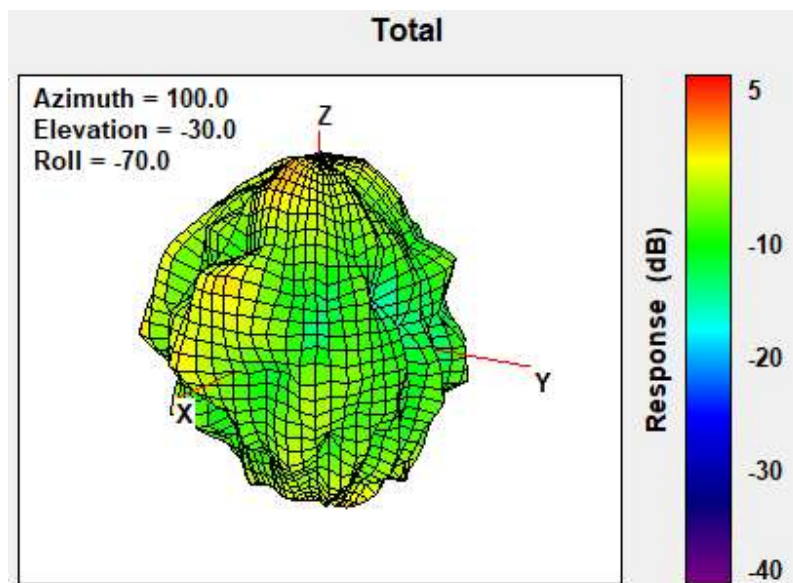 Total
Azimuth = 100.0
Elevation = -30.0
Roll = -70.0
Z
Y
X
Response (dB)
5
-10
-20
-30
-40